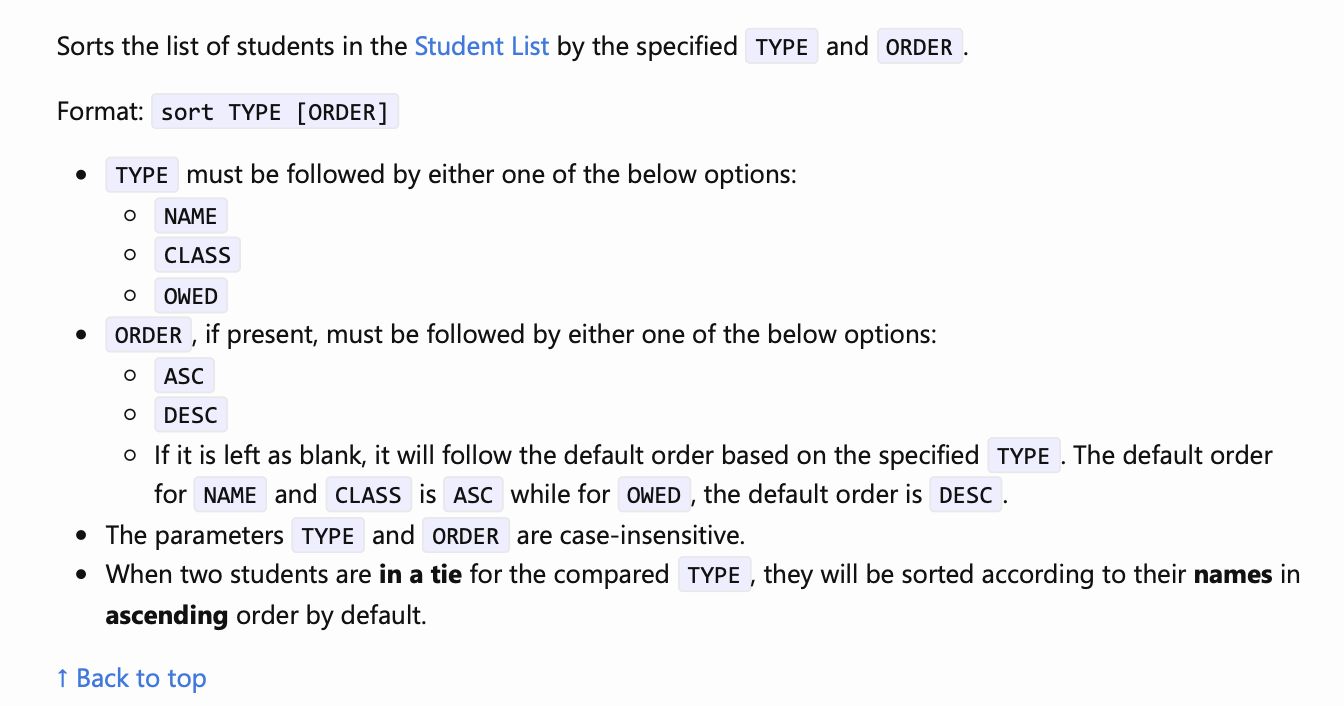 Sorts the list of students in the Student List by the specified TYPE and ORDER.
Format: sort TYPE [ORDER]
TYPE must be followed by either one of the below options:
NAME
CLASS
OWED
ORDER, if present, must be followed by either one of the below options:
ASC
DESC
If it is left as blank, it will follow the default order based on the specified TYPE. The default order
for NAME and CLASS is ASC while for OWED, the default order is DESC.
The parameters TYPE and ORDER are case-insensitive.
When two students are in a tie for the compared TYPE, they will be sorted according to their names in
ascending order by default.
↑ Back to top